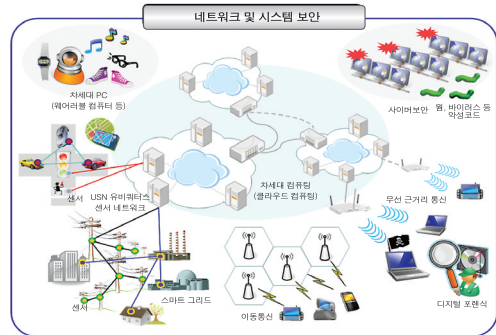 네트워크 및 시스템 보안
차세대 PC
(웨어러블 컴퓨터 등)
사이버보안
웜, 바이러스 등
악성코드
센서
USN 유비쿼터스
센서 네트워크
차세대 컴퓨팅
(클라우드 컴퓨팅)
무선 근거리 통신
센서
스마트 그리드
이동통신
디지털 포렌식